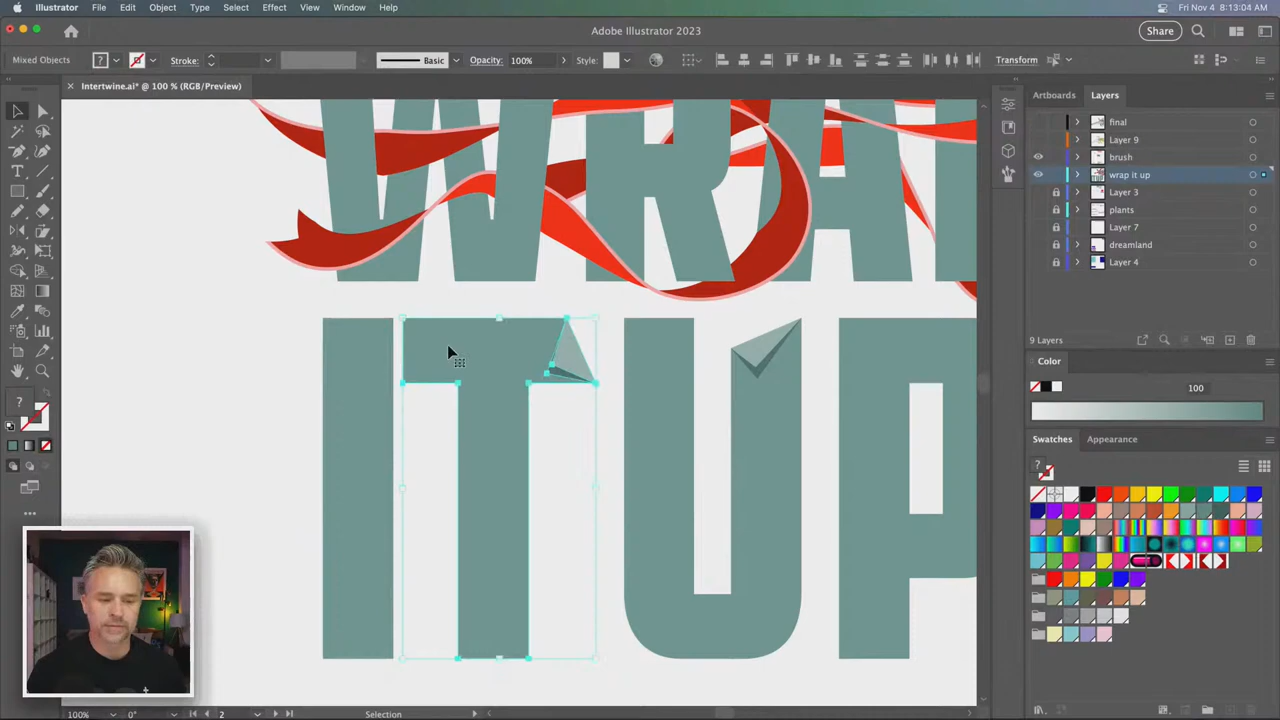 Illustrator File Edit Object Type Select Effect View Window Help
Fri Nov 4 8:13:04 AM
Adobe Illustrator 2023
Share
Mixed Objects
Stroke:
Basic
Opacity: 100%
Style:
Transform
Intertwine.ai* @ 100 % (RGB/Preview)
Artboards Layers
final
Layer 9
brush
wrap it up
Layer 3
plants
Layer 7
dreamland
Layer 4
9 Layers
Color
100
Swatches Appearance
WRA
IT UP
100% 0° 2 Selection